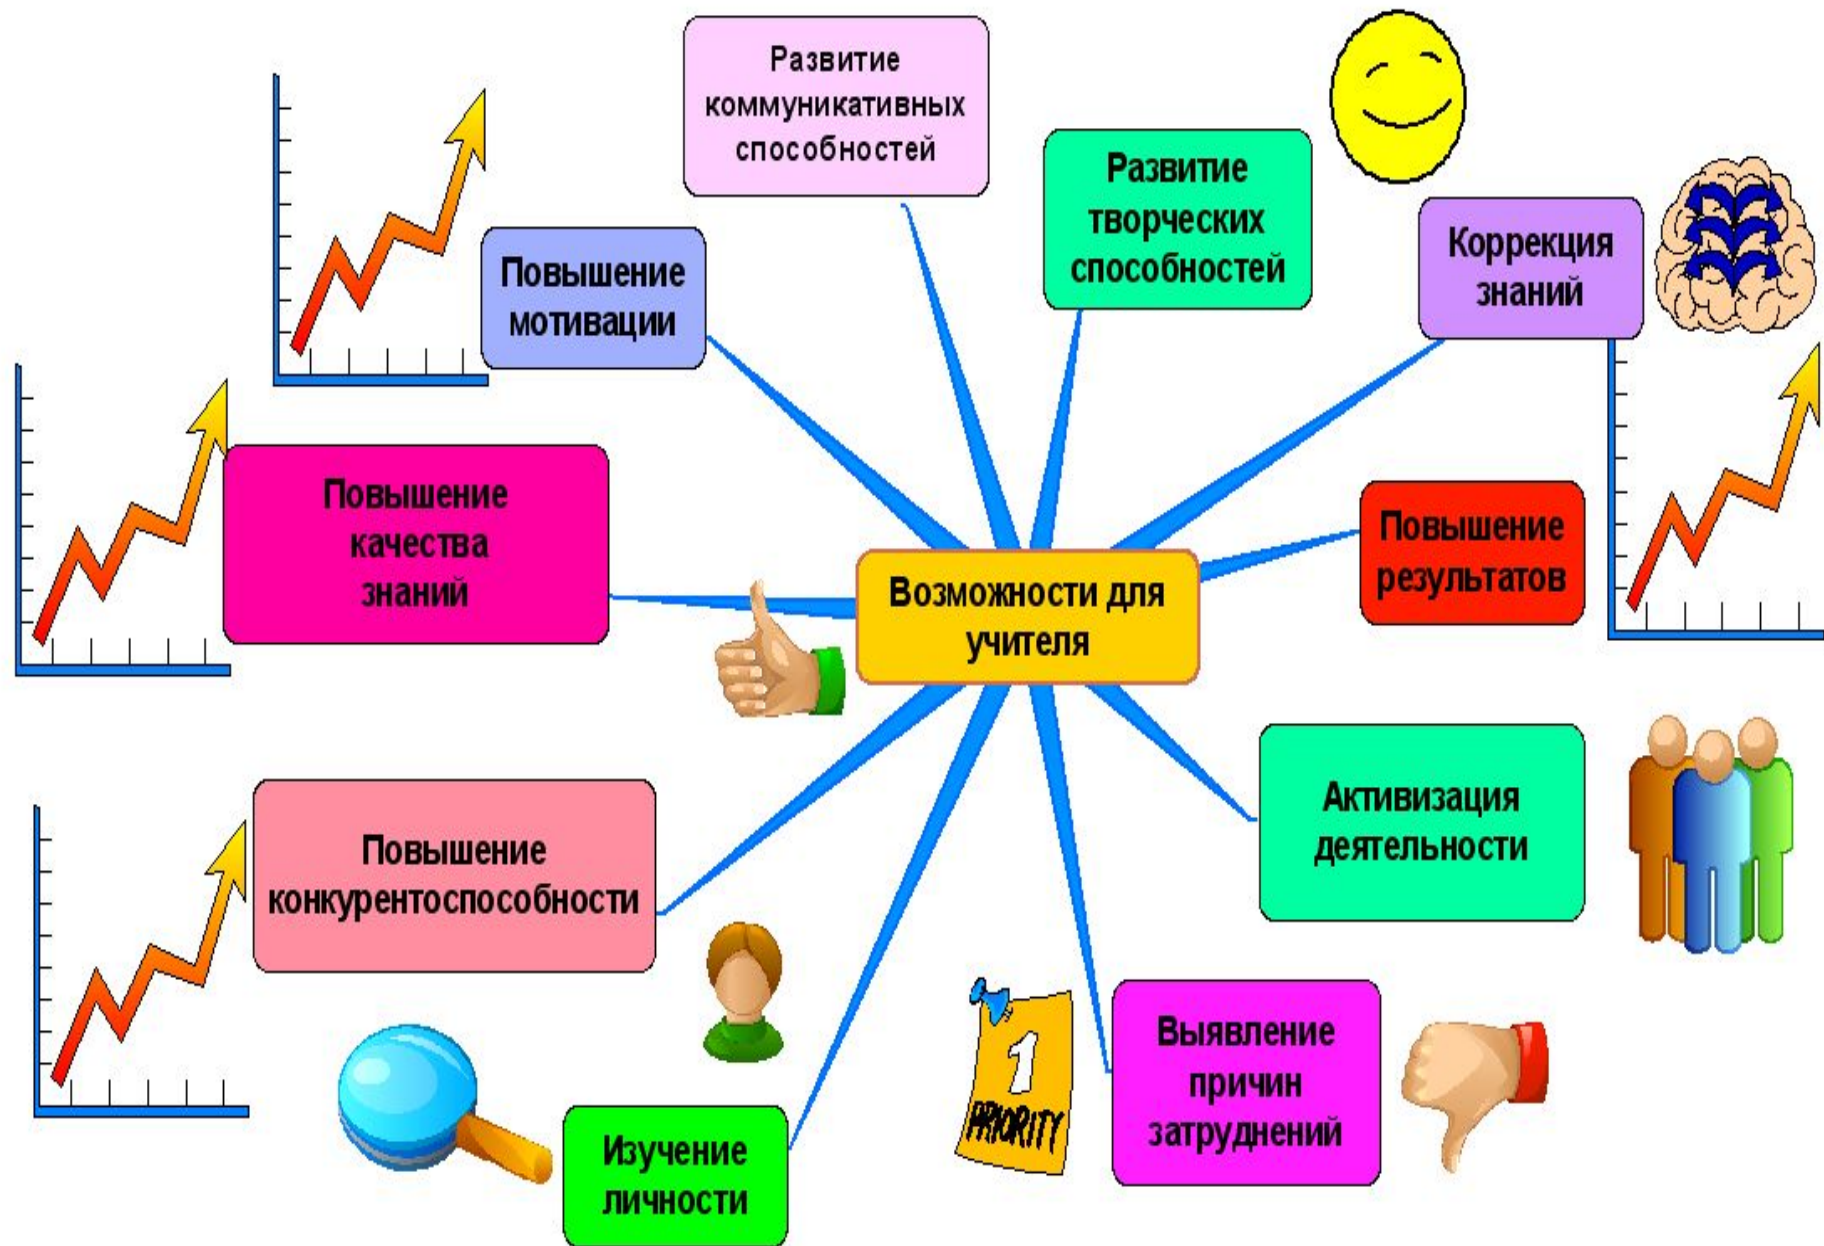 Развитие
коммуникативных
способностей
Развитие
творческих
способностей
Коррекция
знаний
Повышение
мотивации
Повышение
качества
знаний
Повышение
результатов
Возможности для
учителя
Активизация
деятельности
Повышение
конкурентоспособности
Выявление
причин
затруднений
1
PRIORITY
Изучение
личности